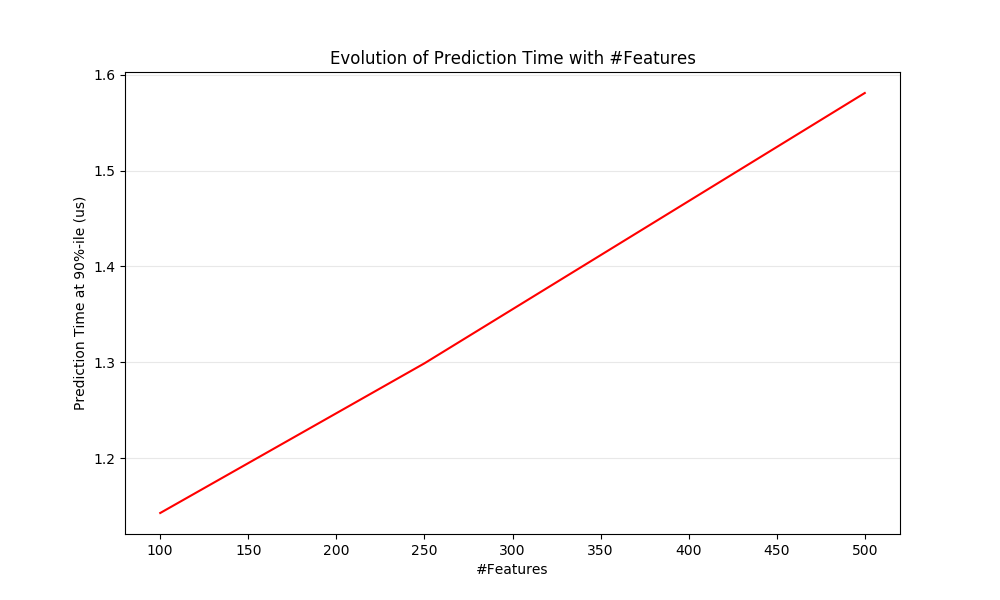 Evolution of Prediction Time with #Features
Prediction Time at 90%-ile (us)
1.6
1.5
1.4
1.3
1.2
100 150 200 250 300 350 400 450 500
#Features